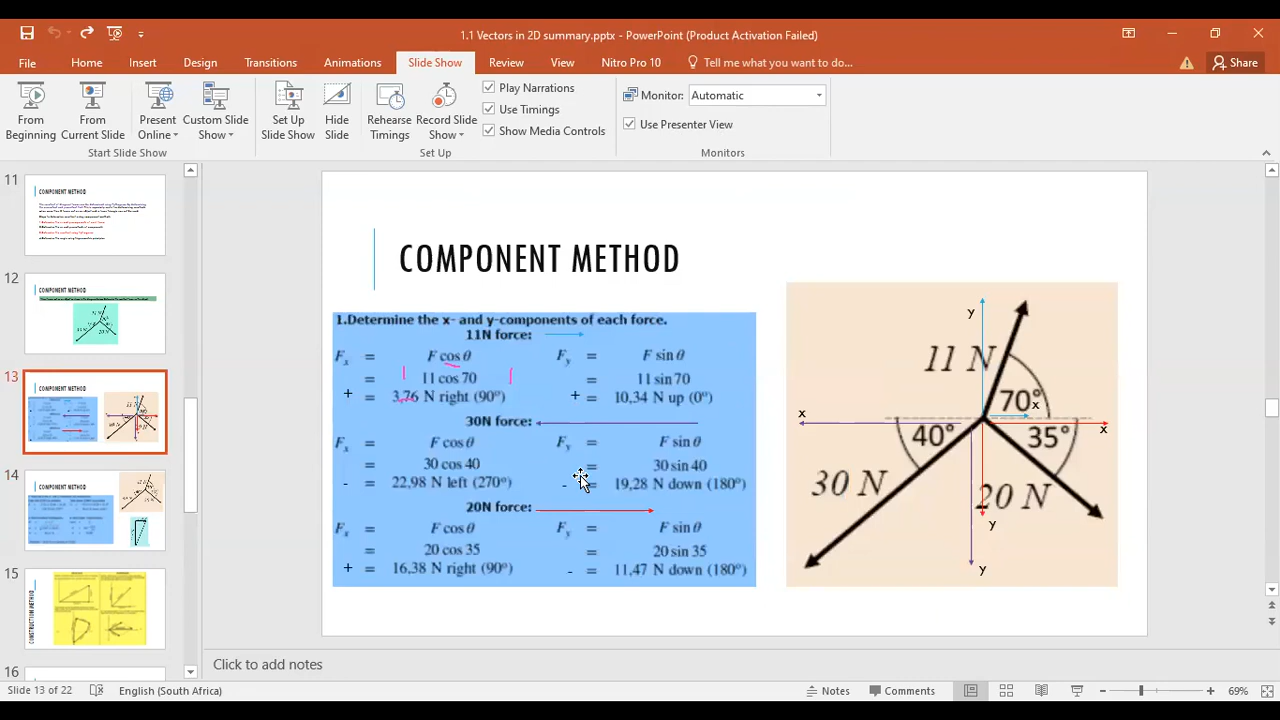 1.1 Vectors in 2D summary.pptx - PowerPoint (Product Activation Failed)
File Home Insert Design Transitions Animations Slide Show Review View Nitro Pro 10 Tell me what you want to do... Share
From Beginning
From Current Slide
Present Online
Custom Slide Show
Set Up Slide Show
Hide Slide
Rehearse Timings
Record Slide Show
Play Narrations
Use Timings
Show Media Controls
Monitor: Automatic
Use Presenter View
Start Slide Show Set Up Monitors
11
COMPONENT METHOD
12
COMPONENT METHOD
13
COMPONENT METHOD
14
15
CONSTRUCTION METHOD
16
COMPONENT METHOD
1.Determine the x- and y-components of each force.
11N force:
Fx = F cos θ Fy = F sin θ
= 11 cos 70 = 11 sin 70
+ = 3,76 N right (90°) + = 10,34 N up (0°)
30N force:
Fx = F cos θ Fy = F sin θ
= 30 cos 40 = 30 sin 40
- = 22,98 N left (270°) - = 19,28 N down (180°)
20N force:
Fx = F cos θ Fy = F sin θ
= 20 cos 35 = 20 sin 35
+ = 16,38 N right (90°) - = 11,47 N down (180°)
y
11 N
70°
x
x
x
40°
35°
30 N
20 N
y
y
Click to add notes
Slide 13 of 22 English (South Africa) Notes Comments 69%